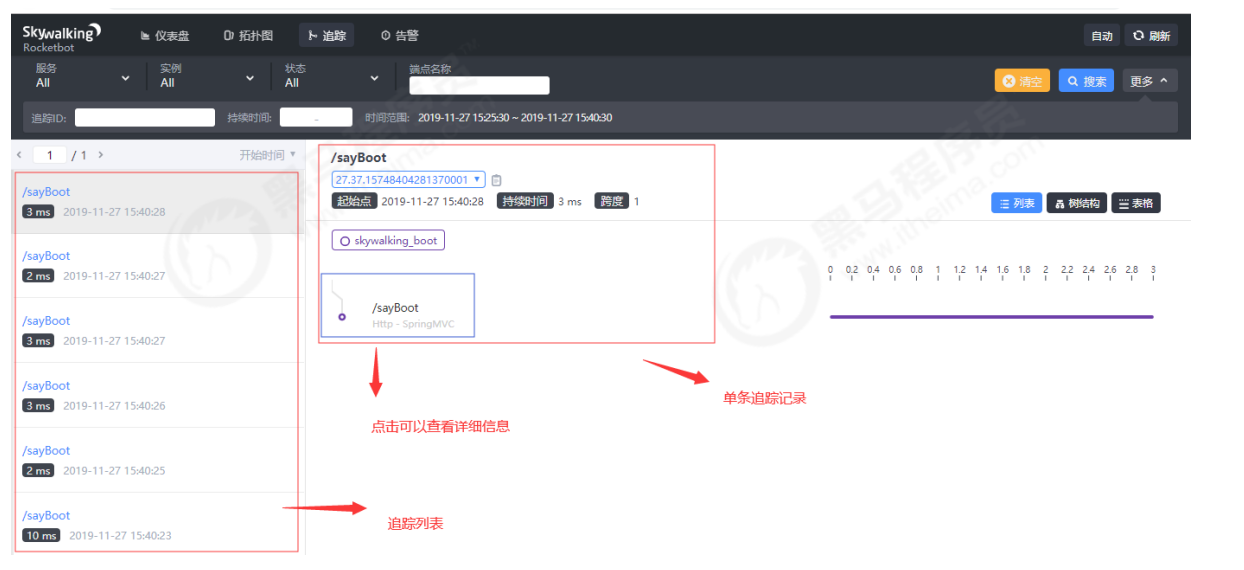 Skywalking
Rocketbot
仪表盘
拓扑图
追踪
告警
自动
刷新
服务
All
实例
All
状态
All
端点名称
清空
搜索
更多
追踪ID:
持续时间:
-
时间范围: 2019-11-27 15:25:30 ~ 2019-11-27 15:40:30
1 / 1
开始时间
/sayBoot
3 ms 2019-11-27 15:40:28
/sayBoot
2 ms 2019-11-27 15:40:27
/sayBoot
3 ms 2019-11-27 15:40:27
/sayBoot
3 ms 2019-11-27 15:40:26
/sayBoot
2 ms 2019-11-27 15:40:25
/sayBoot
10 ms 2019-11-27 15:40:23
/sayBoot
27.37.15748404281370001
起始点 2019-11-27 15:40:28 持续时间 3 ms 跨度 1
列表
树结构
表格
skywalking_boot
0 0.2 0.4 0.6 0.8 1 1.2 1.4 1.6 1.8 2 2.2 2.4 2.6 2.8 3
/sayBoot
Http - SpringMVC
单条追踪记录
点击可以查看详细信息
追踪列表
黑马程序员
www.itheima.com